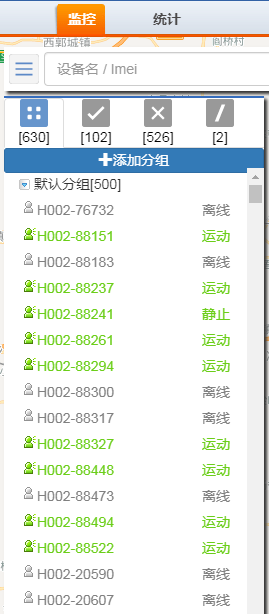 监控 统计
西郭城镇 阎桥村
设备名 / Imei
[630] [102] [526] [2]
添加分组
默认分组[500]
H002-76732 离线
H002-88151 运动
H002-88183 离线
H002-88237 运动
H002-88241 静止
H002-88261 运动
H002-88294 运动
H002-88300 离线
H002-88317 离线
H002-88327 运动
H002-88448 运动
H002-88473 离线
H002-88494 运动
H002-88522 运动
H002-20590 离线
H002-20607 离线